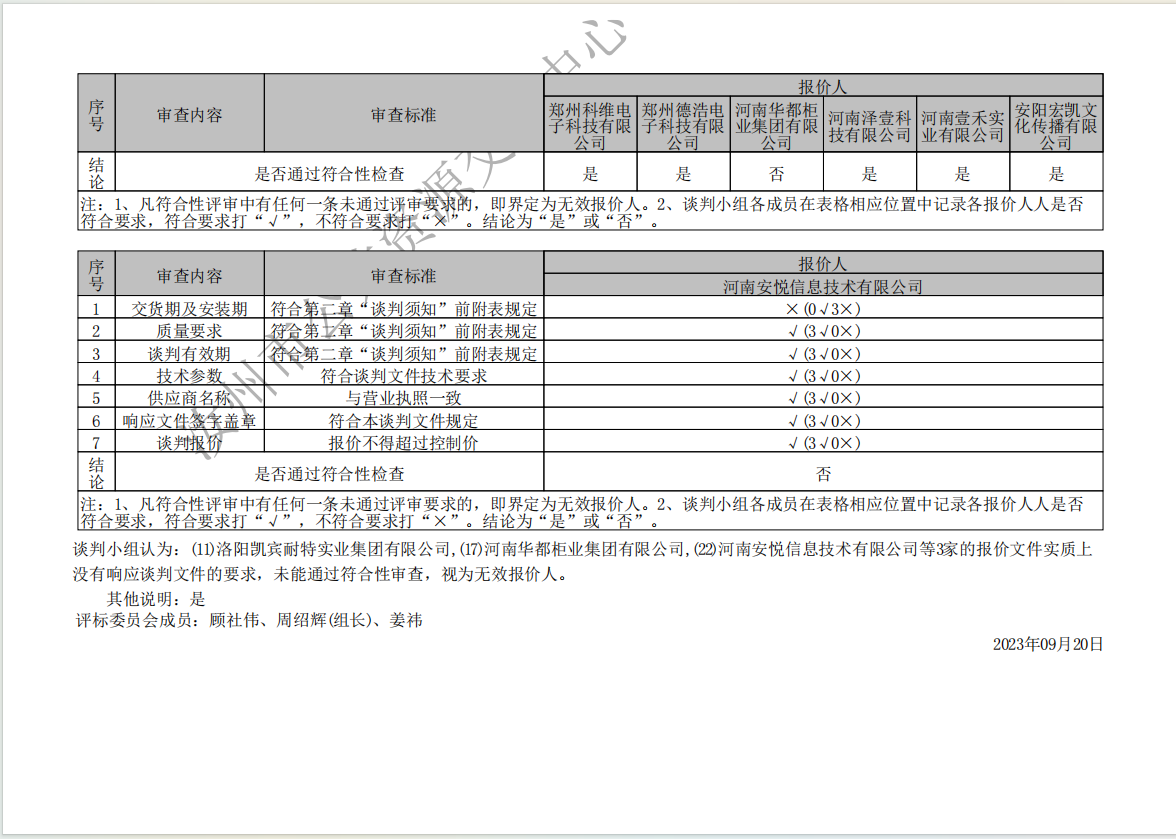 序号 审查内容 审查标准 报价人
郑州科维电子科技有限公司 郑州德浩电子科技有限公司 河南华都柜业集团有限公司 河南泽壹科技有限公司 河南壹禾实业有限公司 安阳宏凯文化传播有限公司
结论 是否通过符合性检查 是 是 否 是 是 是
注：1、凡符合性评审中有任何一条未通过评审要求的，即界定为无效报价人。2、谈判小组各成员在表格相应位置中记录各报价人人是否
符合要求，符合要求打“√”，不符合要求打“×”。结论为“是”或“否”。
序号 审查内容 审查标准 报价人
河南安悦信息技术有限公司
1 交货期及安装期 符合第二章“谈判须知”前附表规定 ×(0√3×)
2 质量要求 符合第二章“谈判须知”前附表规定 √(3√0×)
3 谈判有效期 符合第二章“谈判须知”前附表规定 √(3√0×)
4 技术参数 符合谈判文件技术要求 √(3√0×)
5 供应商名称 与营业执照一致 √(3√0×)
6 响应文件签字盖章 符合本谈判文件规定 √(3√0×)
7 谈判报价 报价不得超过控制价 √(3√0×)
结论 是否通过符合性检查 否
注：1、凡符合性评审中有任何一条未通过评审要求的，即界定为无效报价人。2、谈判小组各成员在表格相应位置中记录各报价人人是否
符合要求，符合要求打“√”，不符合要求打“×”。结论为“是”或“否”。
谈判小组认为：(11)洛阳凯宾耐特实业集团有限公司,(17)河南华都柜业集团有限公司,(22)河南安悦信息技术有限公司等3家的报价文件实质上
没有响应谈判文件的要求，未能通过符合性审查，视为无效报价人。
其他说明：是
评标委员会成员：顾社伟、周绍辉(组长)、姜祎
2023年09月20日